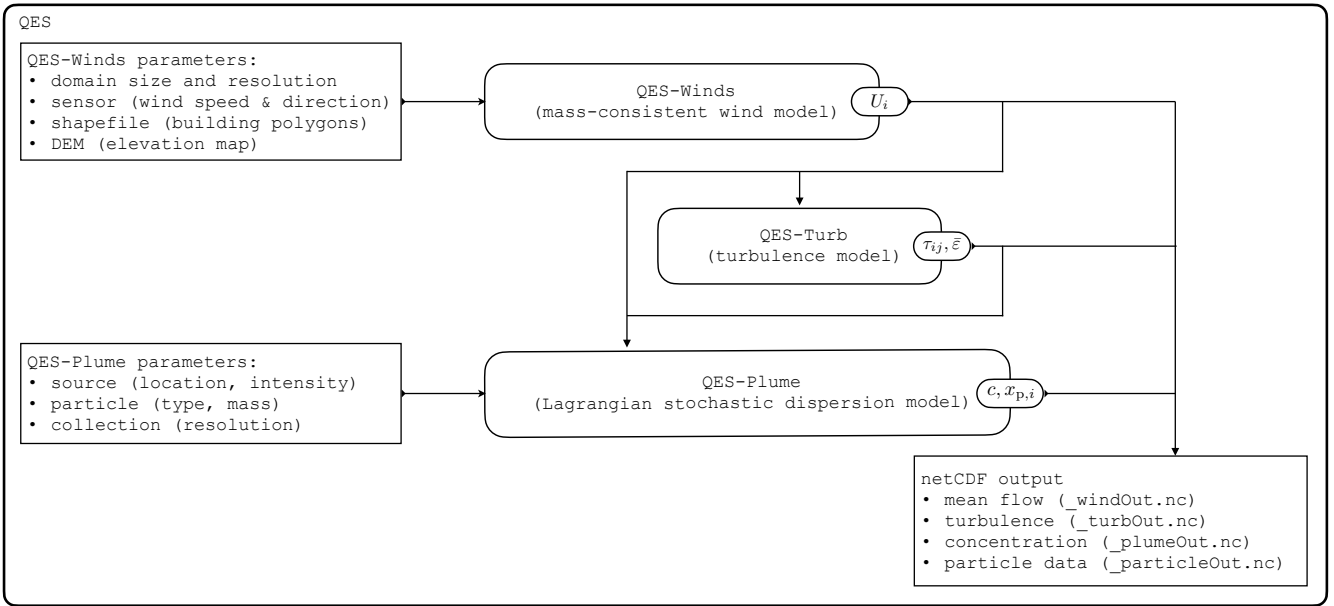 QES
QES-Winds parameters:
• domain size and resolution
• sensor (wind speed & direction)
• shapefile (building polygons)
• DEM (elevation map)
QES-Winds
(mass-consistent wind model)
U_i
QES-Turb
(turbulence model)
τ_{ij}, ε̄
QES-Plume parameters:
• source (location, intensity)
• particle (type, mass)
• collection (resolution)
QES-Plume
(Lagrangian stochastic dispersion model)
c, x_{p,i}
netCDF output
• mean flow (_windOut.nc)
• turbulence (_turbOut.nc)
• concentration (_plumeOut.nc)
• particle data (_particleOut.nc)